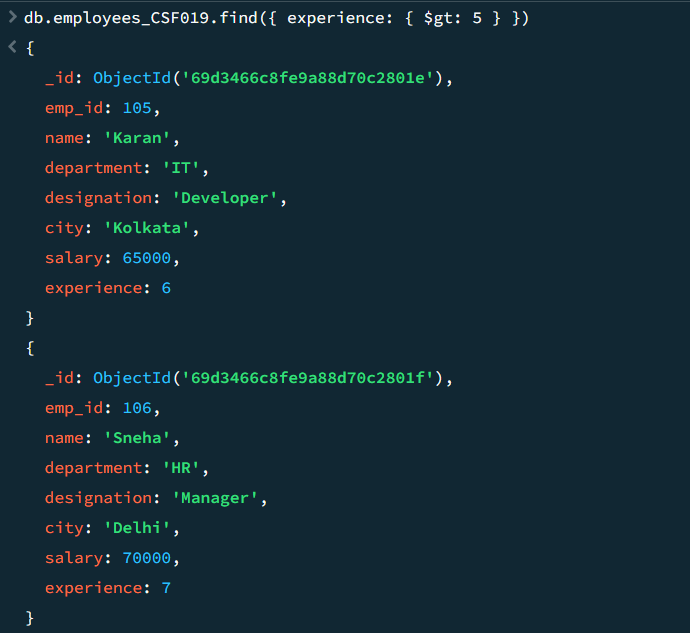 db.employees_CSF019.find({ experience: { $gt: 5 } })
{
_id: ObjectId('69d3466c8fe9a88d70c2801e'),
emp_id: 105,
name: 'Karan',
department: 'IT',
designation: 'Developer',
city: 'Kolkata',
salary: 65000,
experience: 6
}
{
_id: ObjectId('69d3466c8fe9a88d70c2801f'),
emp_id: 106,
name: 'Sneha',
department: 'HR',
designation: 'Manager',
city: 'Delhi',
salary: 70000,
experience: 7
}